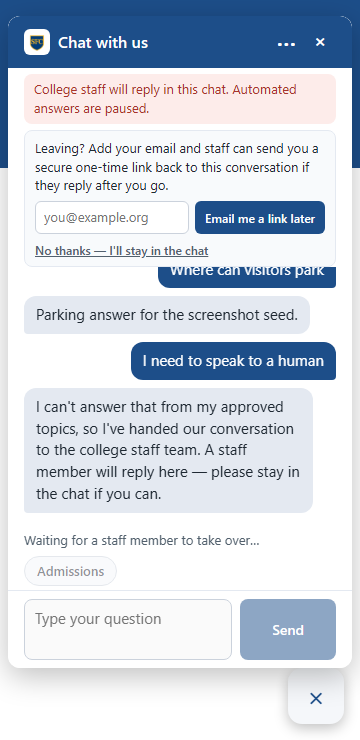 SFC
Chat with us
College staff will reply in this chat. Automated
answers are paused.
Leaving? Add your email and staff can send you a
secure one-time link back to this conversation if
they reply after you go.
you@example.org
Email me a link later
No thanks — I'll stay in the chat
Where can visitors park
Parking answer for the screenshot seed.
I need to speak to a human
I can't answer that from my approved
topics, so I've handed our conversation
to the college staff team. A staff
member will reply here — please stay in
the chat if you can.
Waiting for a staff member to take over...
Admissions
Type your question
Send